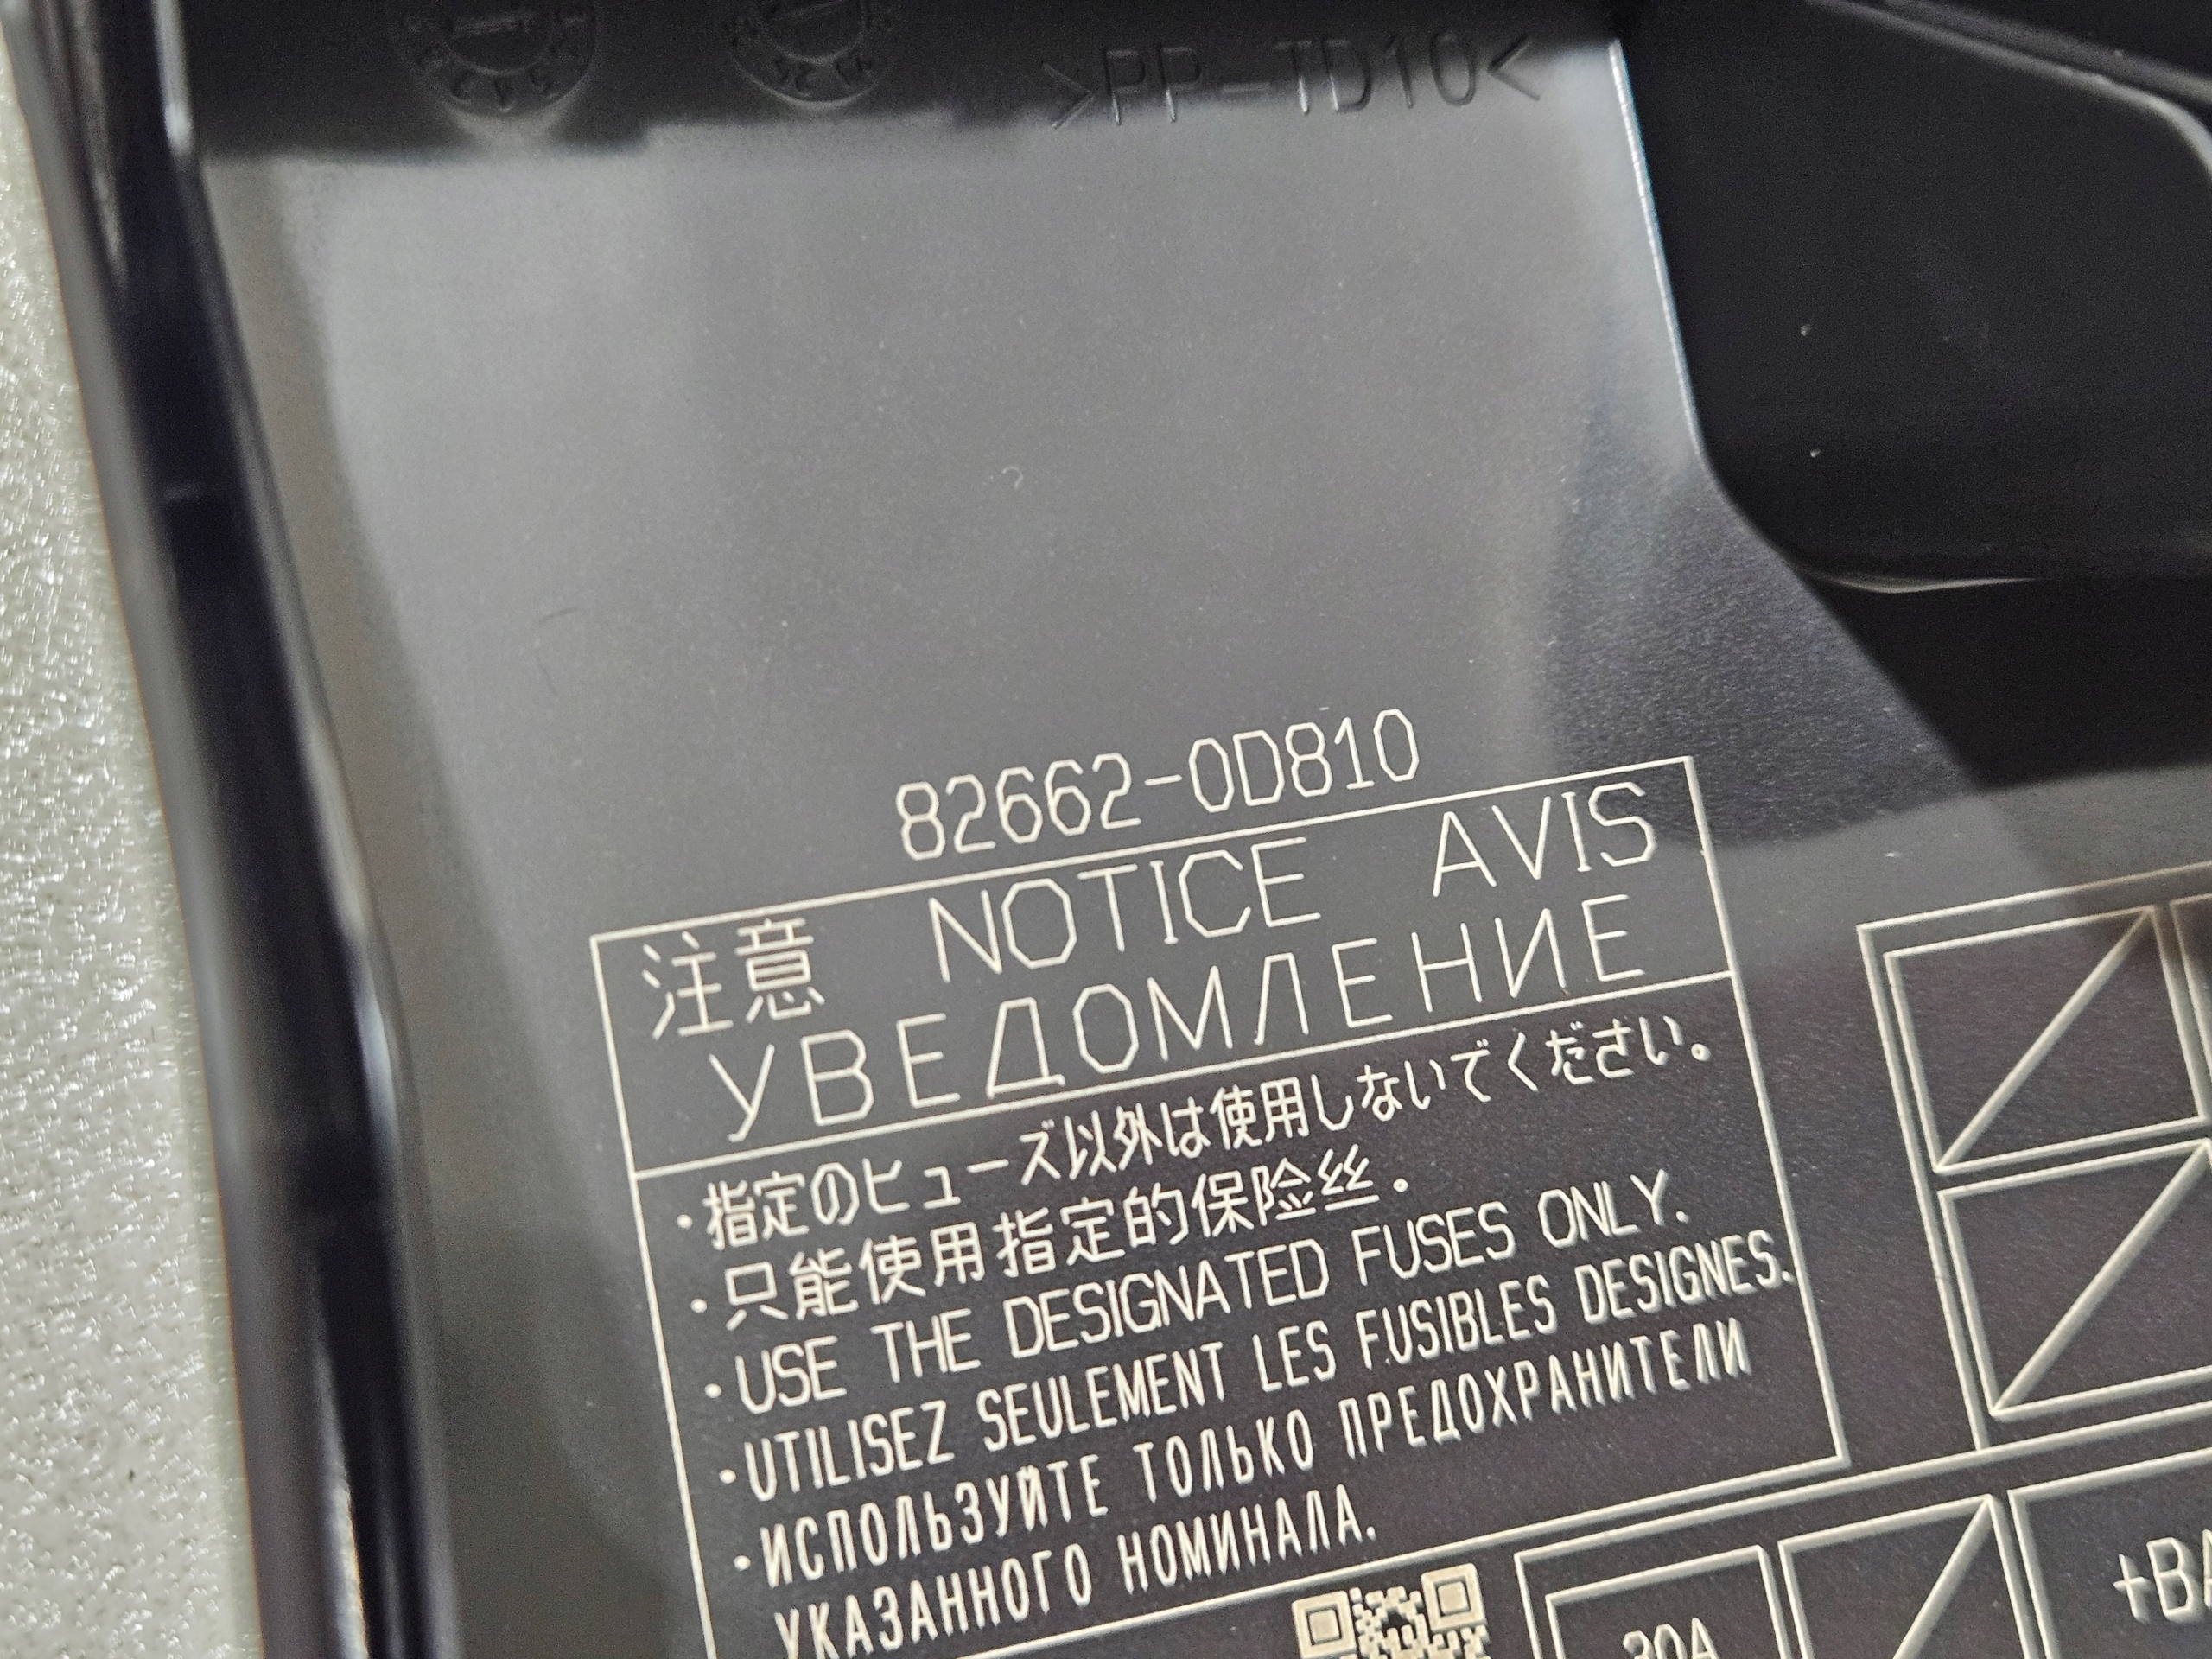 >PP-TD10<
82662-0D810
注意 NOTICE AVIS
УВЕДОМЛЕНИЕ
・指定のヒューズ以外は使用しないでください。
・只能使用指定的保险丝.
・USE THE DESIGNATED FUSES ONLY.
・UTILISEZ SEULEMENT LES FUSIBLES DESIGNES.
・ИСПОЛЬЗУЙТЕ ТОЛЬКО ПРЕДОХРАНИТЕЛИ
УКАЗАННОГО НОМИНАЛА.
30A